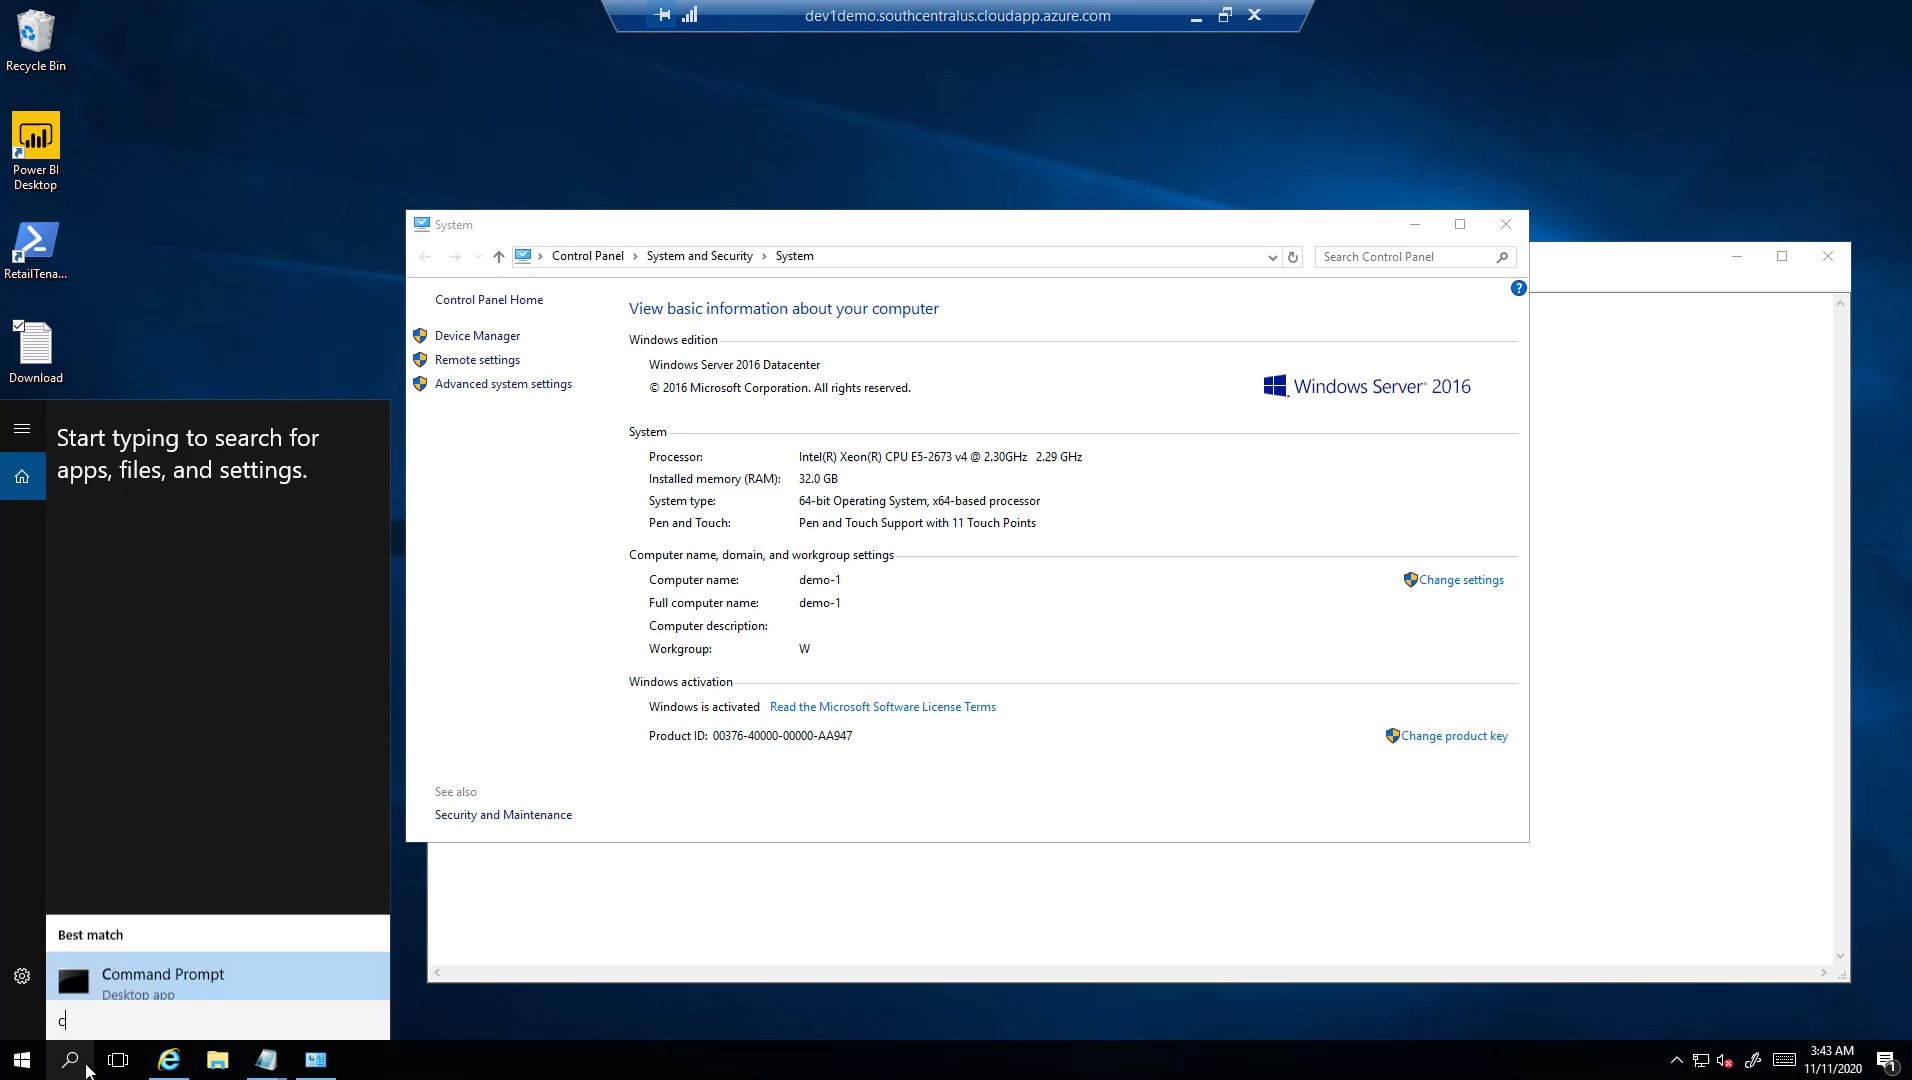 dev1demo.southcentralus.cloudapp.azure.com
Recycle Bin
Power BI
Desktop
RetailTena...
Download
System
Control Panel
System and Security
System
Search Control Panel
Control Panel Home
Device Manager
Remote settings
Advanced system settings
View basic information about your computer
Windows edition
Windows Server 2016 Datacenter
© 2016 Microsoft Corporation. All rights reserved.
Windows Server® 2016
System
Processor: Intel(R) Xeon(R) CPU E5-2673 v4 @ 2.30GHz 2.29 GHz
Installed memory (RAM): 32.0 GB
System type: 64-bit Operating System, x64-based processor
Pen and Touch: Pen and Touch Support with 11 Touch Points
Computer name, domain, and workgroup settings
Computer name: demo-1
Change settings
Full computer name: demo-1
Computer description:
Workgroup: W
Windows activation
Windows is activated Read the Microsoft Software License Terms
Product ID: 00376-40000-00000-AA947
Change product key
See also
Security and Maintenance
Start typing to search for
apps, files, and settings.
Best match
Command Prompt
Desktop app
c
3:43 AM
11/11/2020
1